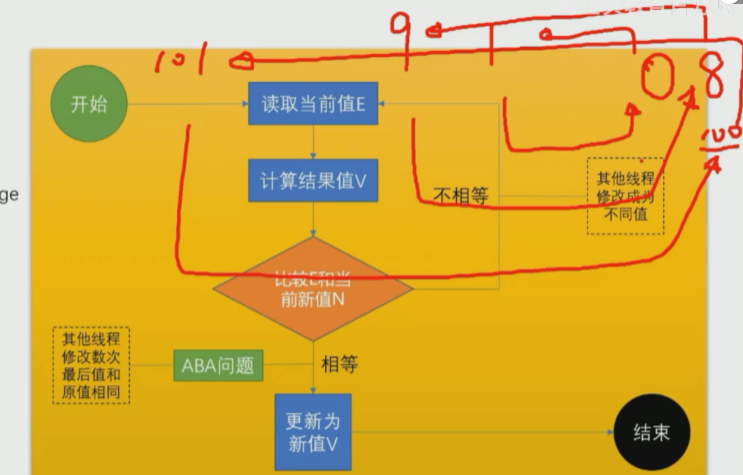 9
101
0 8
100
开始
读取当前值E
计算结果值V
ge
不相等
其他线程
修改成为
不同值
比较E和当
前新值N
其他线程
修改数次
最后值和
原值相同
ABA问题
相等
更新为
新值V
结束